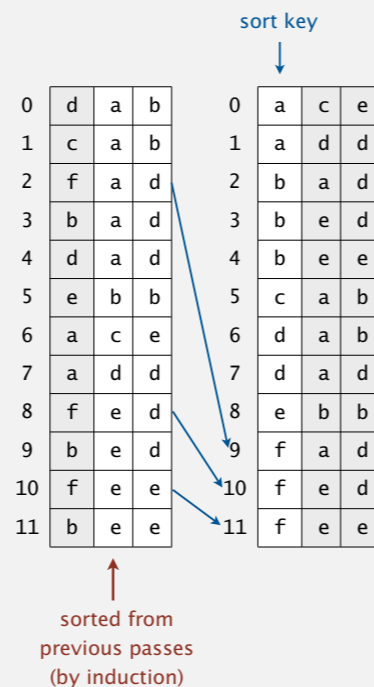 sort key
0 d a b 0 a c e
1 c a b 1 a d d
2 f a d 2 b a d
3 b a d 3 b e d
4 d a d 4 b e e
5 e b b 5 c a b
6 a c e 6 d a b
7 a d d 7 d a d
8 f e d 8 e b b
9 b e d 9 f a d
10 f e e 10 f e d
11 b e e 11 f e e
sorted from
previous passes
(by induction)